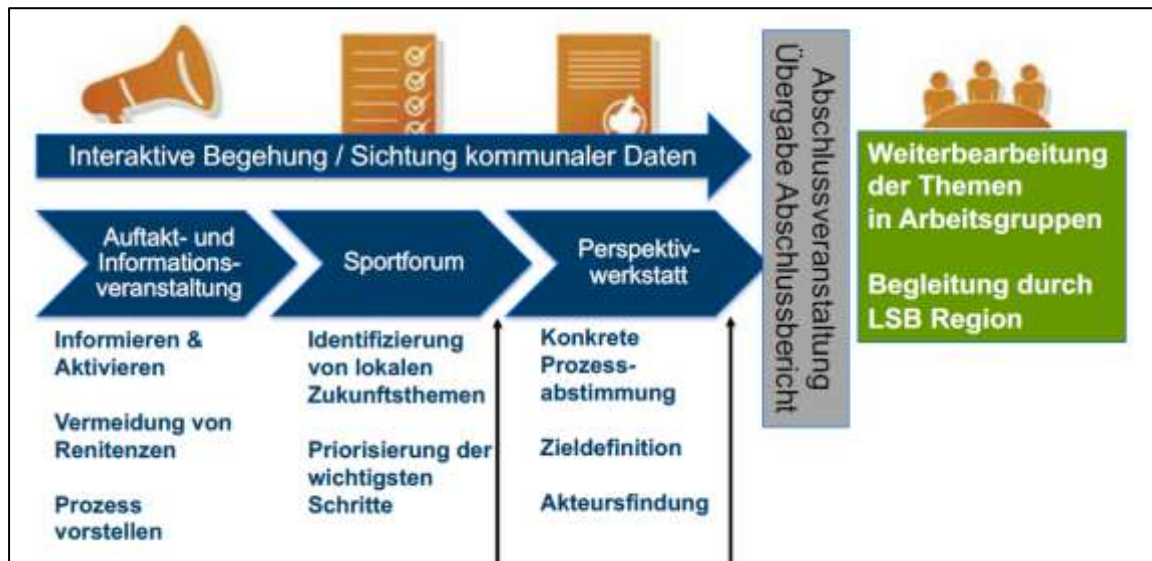 Interaktive Begehung / Sichtung kommunaler Daten
Auftakt- und
Informations-
veranstaltung
Informieren &
Aktivieren
Vermeidung von
Renitenzen
Prozess
vorstellen
Sportforum
Identifizierung
von lokalen
Zukunftsthemen
Priorisierung der
wichtigsten
Schritte
Perspektiv-
werkstatt
Konkrete
Prozess-
abstimmung
Zieldefinition
Akteursfindung
Abschlussveranstaltung
Übergabe Abschlussbericht
Weiterbearbeitung
der Themen
in Arbeitsgruppen
Begleitung durch
LSB Region